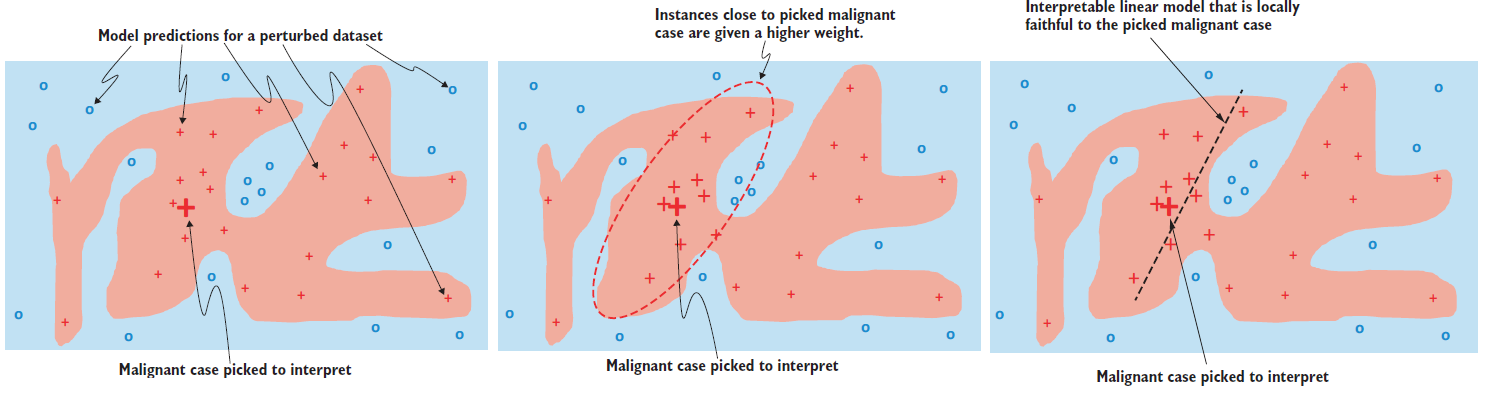 Model predictions for a perturbed dataset
Malignant case picked to interpret
Instances close to picked malignant
case are given a higher weight.
Malignant case picked to interpret
Interpretable linear model that is locally
faithful to the picked malignant case
Malignant case picked to interpret